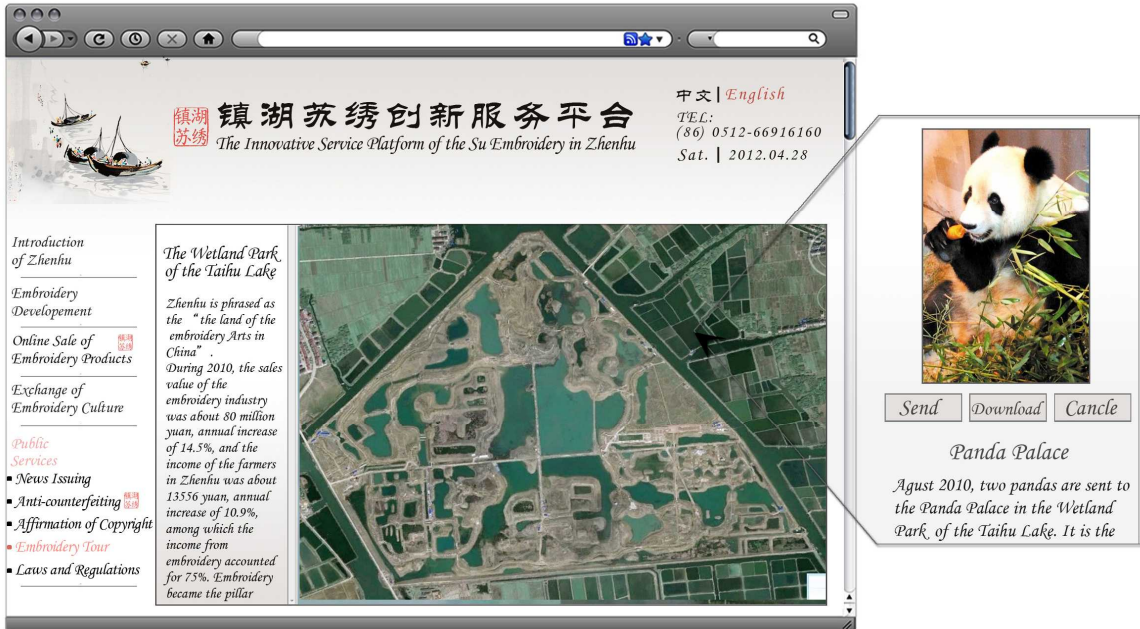 镇湖
苏绣
镇湖苏绣创新服务平台
The Innovative Service Platform of the Su Embroidery in Zhenhu
中文|English
TEL:
(86) 0512-66916160
Sat. | 2012.04.28
Introduction
of Zhenhu
Embroidery
Developement
Online Sale of
Embroidery Products
镇湖
苏绣
Exchange of
Embroidery Culture
Public
Services
News Issuing
Anti-counterfeiting
镇湖
苏绣
Affirmation of Copyright
Embroidery Tour
Laws and Regulations
The Wetland Park
of the Taihu Lake
Zhenhu is phrased as
the “the land of the
embroidery Arts in
China”.
During 2010, the sales
value of the
embroidery industry
was about 80 million
yuan, annual increase
of 14.5%, and the
income of the farmers
in Zhenhu was about
13556 yuan, annual
increase of 10.9%,
among which the
income from
embroidery accounted
for 75%. Embroidery
became the pillar
Send
Download
Cancle
Panda Palace
Agust 2010, two pandas are sent to
the Panda Palace in the Wetland
Park of the Taihu Lake. It is the